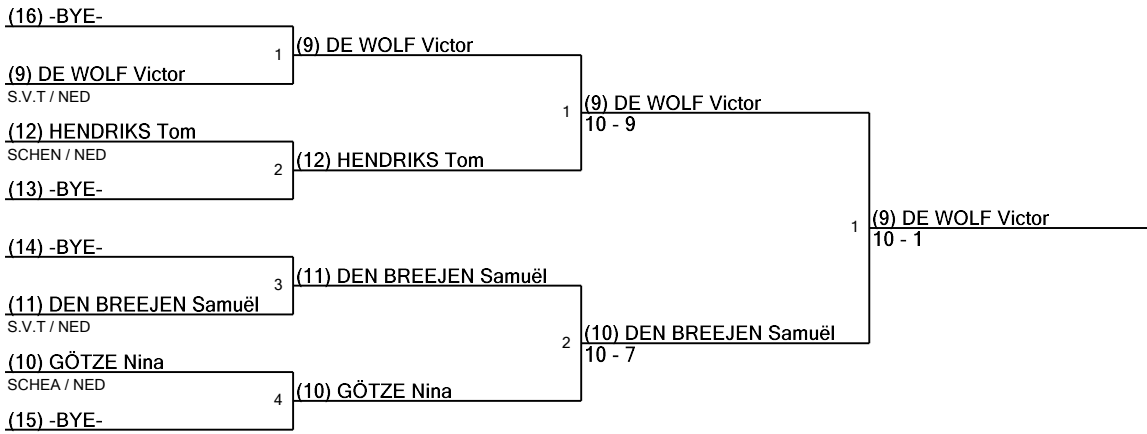 (16) -BYE-
1
(9) DE WOLF Victor
(9) DE WOLF Victor
S.V.T / NED
1
(9) DE WOLF Victor
10 - 9
(12) HENDRIKS Tom
SCHEN / NED
2
(12) HENDRIKS Tom
(13) -BYE-
1
(9) DE WOLF Victor
10 - 1
(14) -BYE-
3
(11) DEN BREEJEN Samuël
(11) DEN BREEJEN Samuël
S.V.T / NED
2
(10) DEN BREEJEN Samuël
10 - 7
(10) GÖTZE Nina
SCHEA / NED
4
(10) GÖTZE Nina
(15) -BYE-